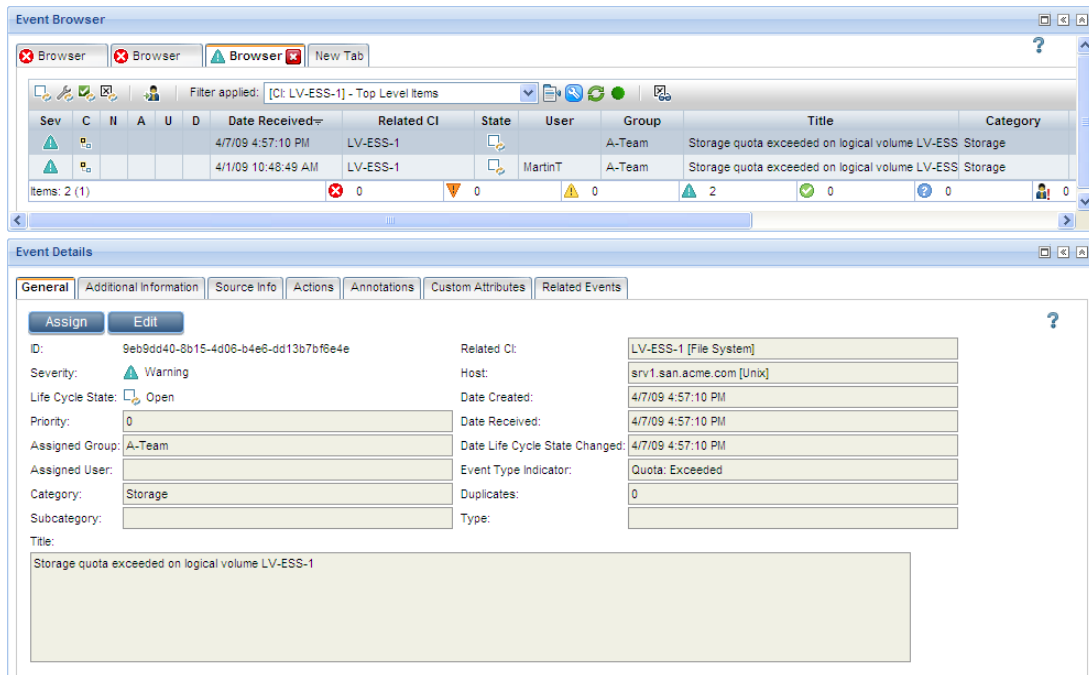 Event Browser
Browser Browser Browser New Tab
Filter applied: [CI: LV-ESS-1] - Top Level Items
Sev C N A U D Date Received Related CI State User Group Title Category
4/7/09 4:57:10 PM LV-ESS-1 A-Team Storage quota exceeded on logical volume LV-ESS Storage
4/1/09 10:48:49 AM LV-ESS-1 MartinT A-Team Storage quota exceeded on logical volume LV-ESS Storage
Items: 2 (1) 0 0 0 2 0 0 0
Event Details
General Additional Information Source Info Actions Annotations Custom Attributes Related Events
Assign Edit
ID: 9eb9dd40-8b15-4d06-b4e6-dd13b7bf6e4e Related CI: LV-ESS-1 [File System]
Severity: Warning Host: srv1.san.acme.com [Unix]
Life Cycle State: Open Date Created: 4/7/09 4:57:10 PM
Priority: 0 Date Received: 4/7/09 4:57:10 PM
Assigned Group: A-Team Date Life Cycle State Changed: 4/7/09 4:57:10 PM
Assigned User: Event Type Indicator: Quota: Exceeded
Category: Storage Duplicates: 0
Subcategory: Type:
Title:
Storage quota exceeded on logical volume LV-ESS-1